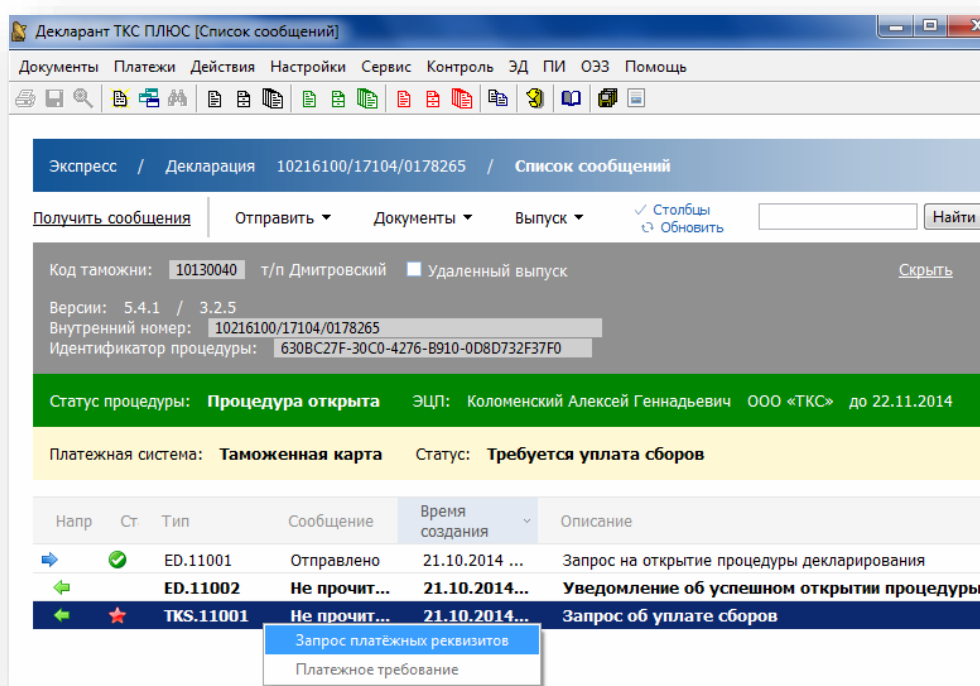 Декларант ТКС ПЛЮС [Список сообщений]
Документы Платежи Действия Настройки Сервис Контроль ЭД ПИ ОЭЗ Помощь
Экспресс / Декларация 10216100/17104/0178265 / Список сообщений
Получить сообщения Отправить Документы Выпуск Столбцы Обновить Найти
Код таможни: 10130040 т/п Дмитровский Удаленный выпуск Скрыть
Версии: 5.4.1 / 3.2.5
Внутренний номер: 10216100/17104/0178265
Идентификатор процедуры: 630BC27F-30C0-4276-B910-0D8D732F37F0
Статус процедуры: Процедура открыта ЭЦП: Коломенский Алексей Геннадьевич ООО «ТКС» до 22.11.2014
Платежная система: Таможенная карта Статус: Требуется уплата сборов
Напр Ст Тип Сообщение Время создания Описание
ED.11001 Отправлено 21.10.2014 ... Запрос на открытие процедуры декларирования
ED.11002 Не прочит... 21.10.2014... Уведомление об успешном открытии процедуры
TKS.11001 Не прочит... 21.10.2014... Запрос об уплате сборов
Запрос платёжных реквизитов
Платежное требование